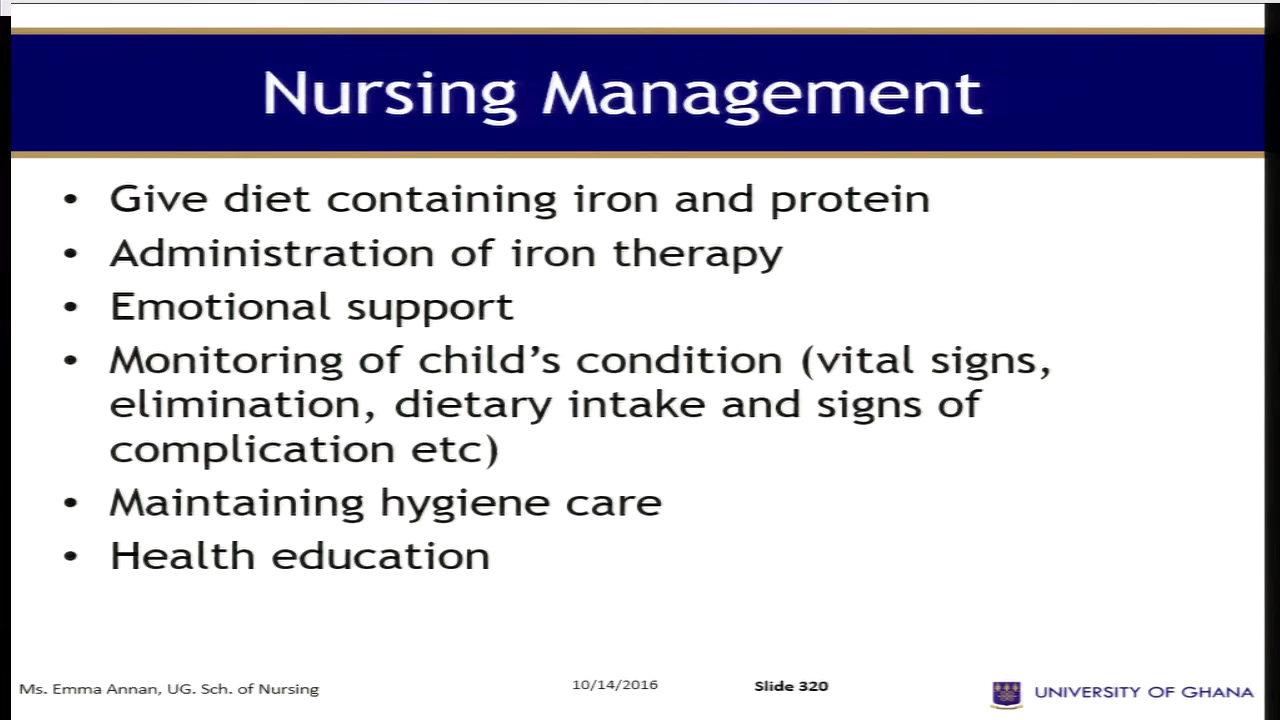 Nursing Management
• Give diet containing iron and protein
• Administration of iron therapy
• Emotional support
• Monitoring of child’s condition (vital signs,
elimination, dietary intake and signs of
complication etc)
• Maintaining hygiene care
• Health education
Ms. Emma Annan, UG. Sch. of Nursing
10/14/2016
Slide 320
UNIVERSITY OF GHANA